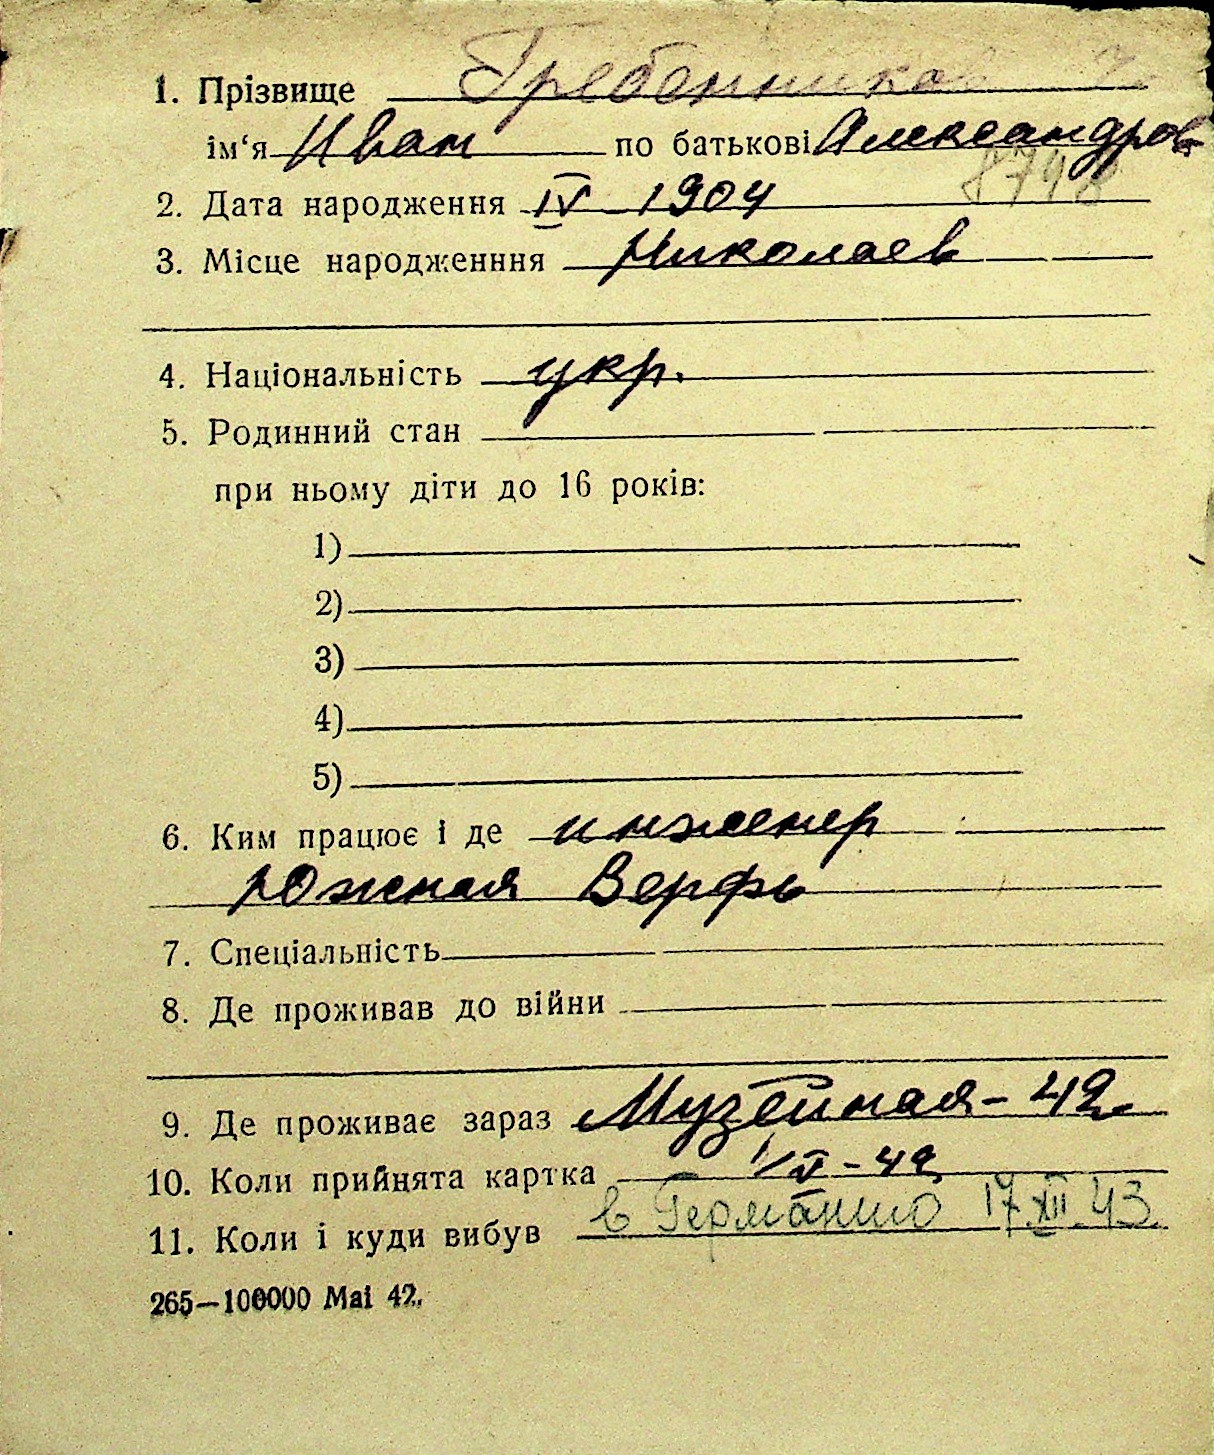 1. Прізвище Гребенников
ім‘я Иван по батькові Александров
8798
2. Дата народження IV 1904
3. Місце народженння Николаев
4. Національність укр.
5. Родинний стан
при ньому діти до 16 років:
1)
2)
3)
4)
5)
6. Ким працює і де инженер
Южная Верфь
7. Спеціальність
8. Де проживав до війни
9. Де проживає зараз Музейная - 42
10. Коли прийнята картка 1/V - 42
11. Коли і куди вибув в Германию 17.XII.43.
265—100000 Mai 42.